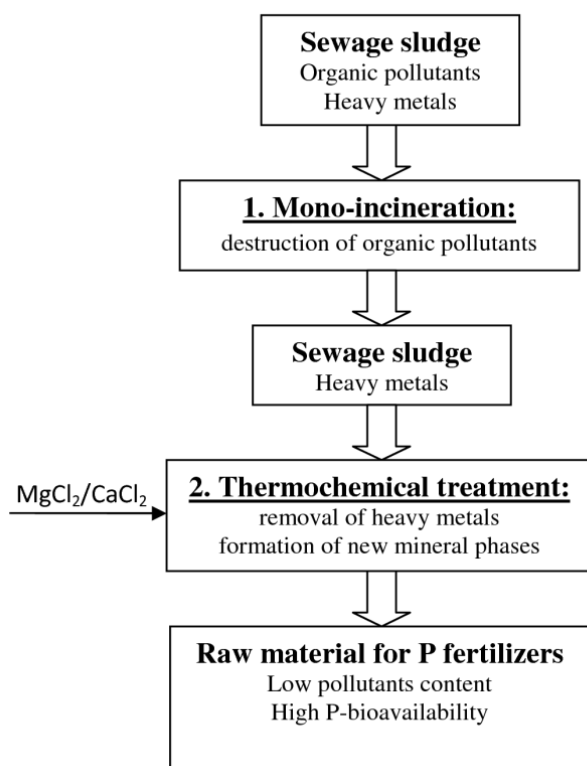 Sewage sludge
Organic pollutants
Heavy metals
1. Mono-incineration:
destruction of organic pollutants
Sewage sludge
Heavy metals
MgCl₂/CaCl₂
2. Thermochemical treatment:
removal of heavy metals
formation of new mineral phases
Raw material for P fertilizers
Low pollutants content
High P-bioavailability